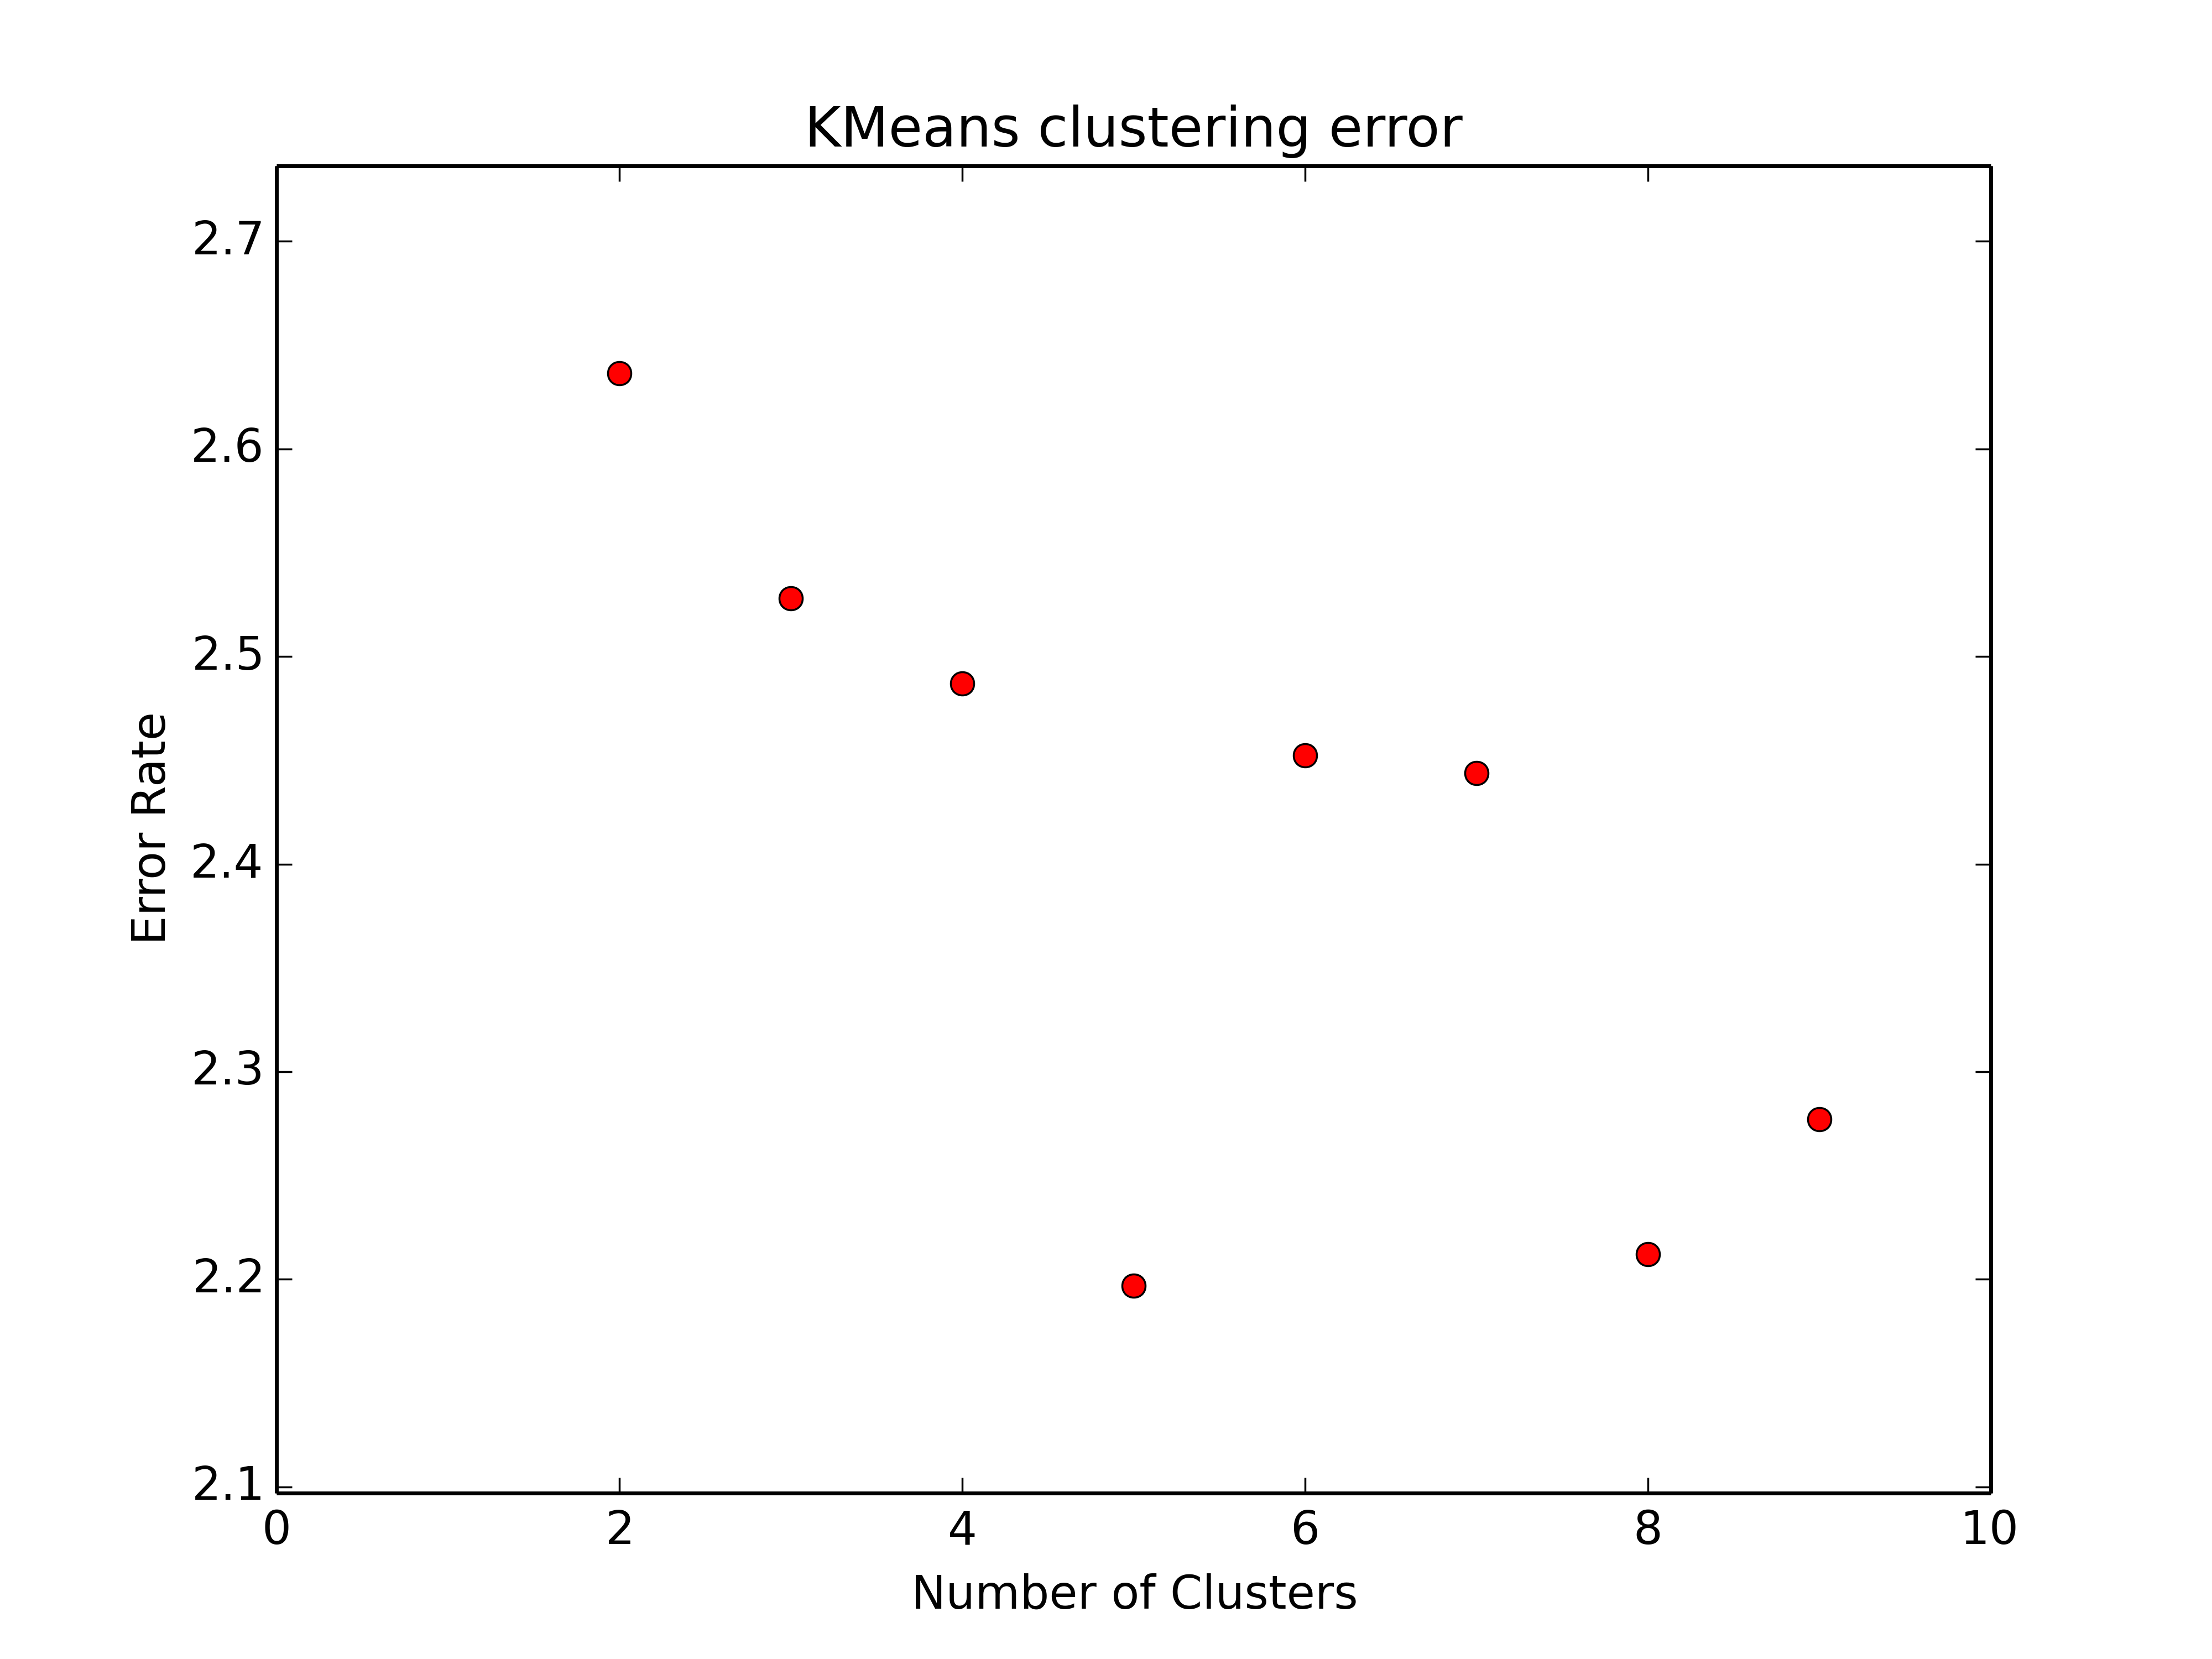 KMeans clustering error
2.7
2.6
2.5
2.4
2.3
2.2
2.1
Error Rate
0 2 4 6 8 10
Number of Clusters